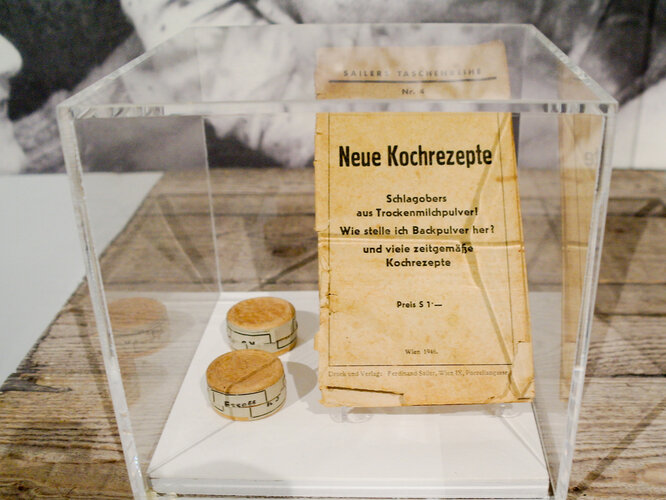 SAILERS TASCHENREIHE
Nr. 4
Neue Kochrezepte
Schlagobers
aus Trockenmilchpulver!
Wie stelle ich Backpulver her?
und viele zeitgemäße
Kochrezepte
Preis S 1·—
Wien 1946.
Druck und Verlag: Ferdinand Sailer, Wien IX, Porzellangasse